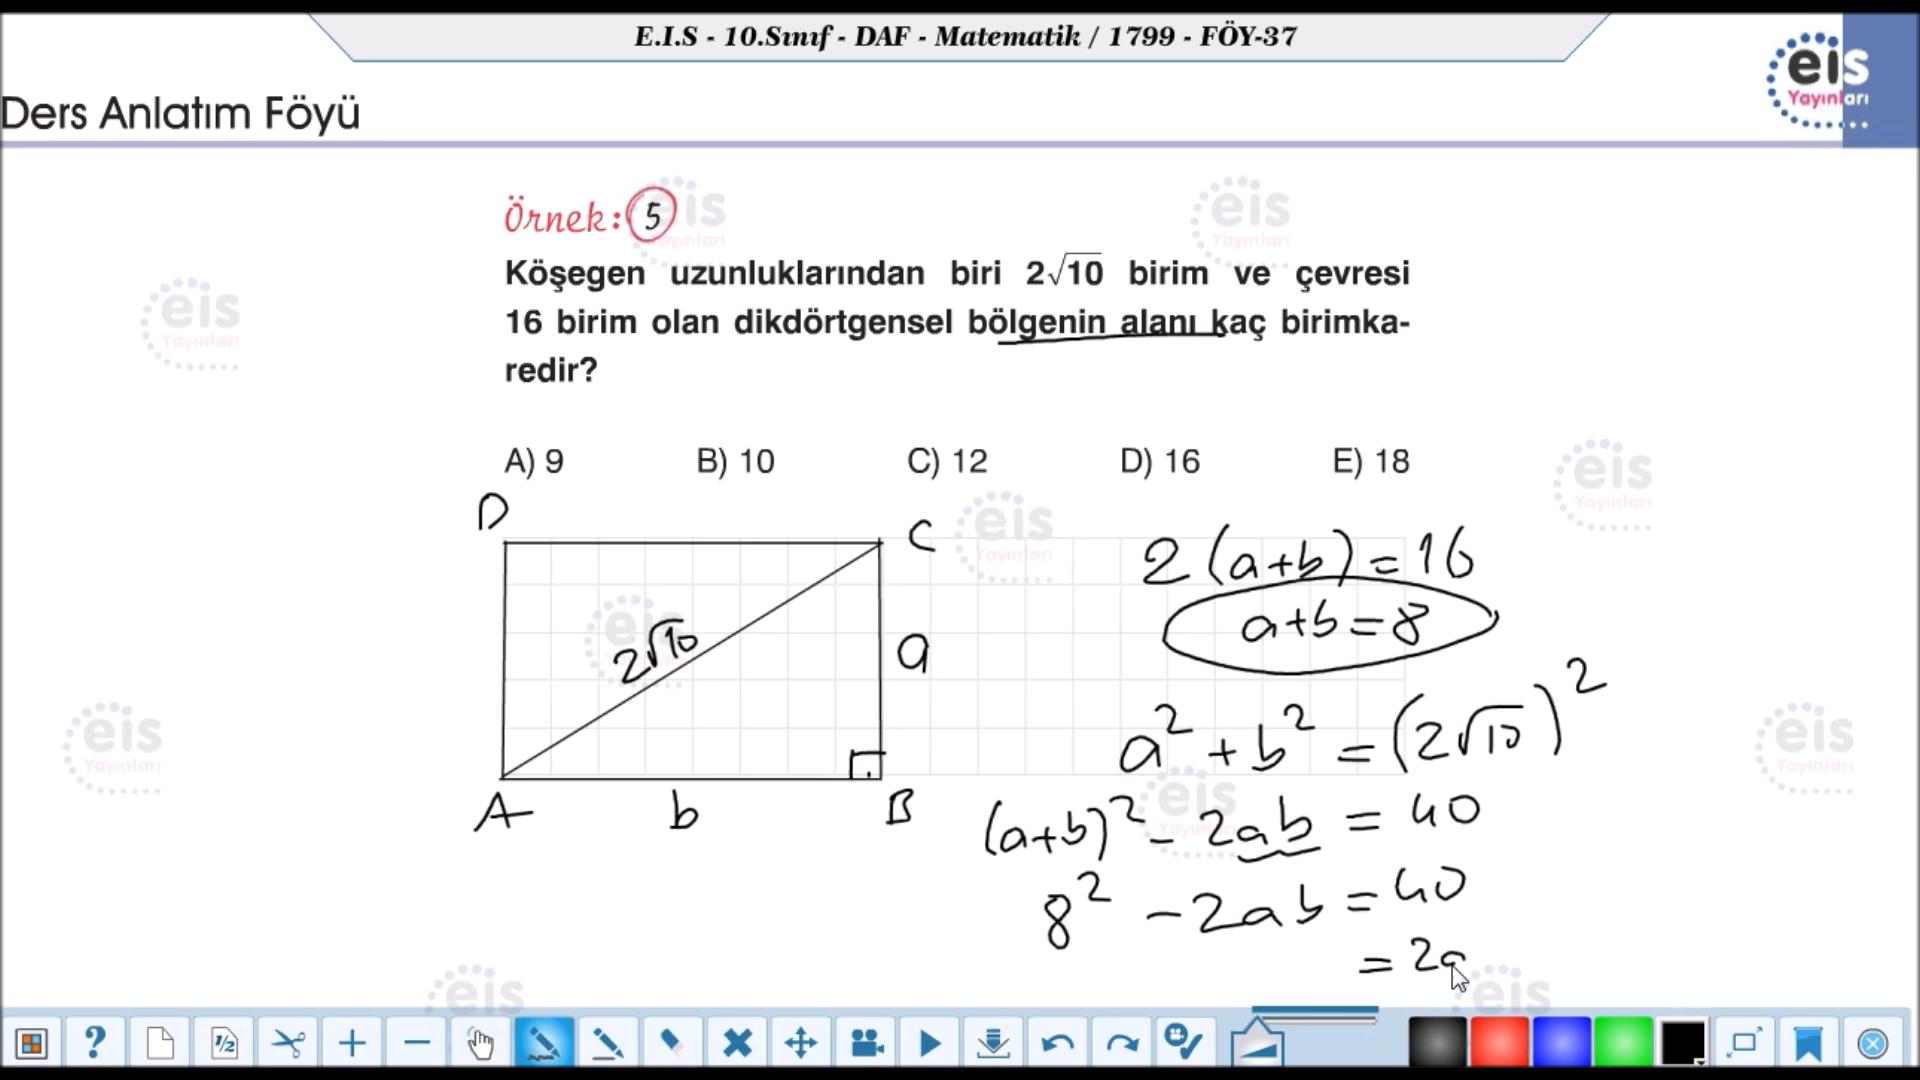 E.I.S - 10.Sınıf - DAF - Matematik / 1799 - FÖY-37
eis
Yayınları
Ders Anlatım Föyü
Örnek: 5
Köşegen uzunluklarından biri 2√10 birim ve çevresi
16 birim olan dikdörtgensel bölgenin alanı kaç birimka-
redir?
A) 9 B) 10 C) 12 D) 16 E) 18
D
C
2√10
a
A b B
2(a+b)=16
a+b=8
a² + b² = (2√10)²
(a+b)² - 2ab = 40
8² - 2ab = 40
= 2a